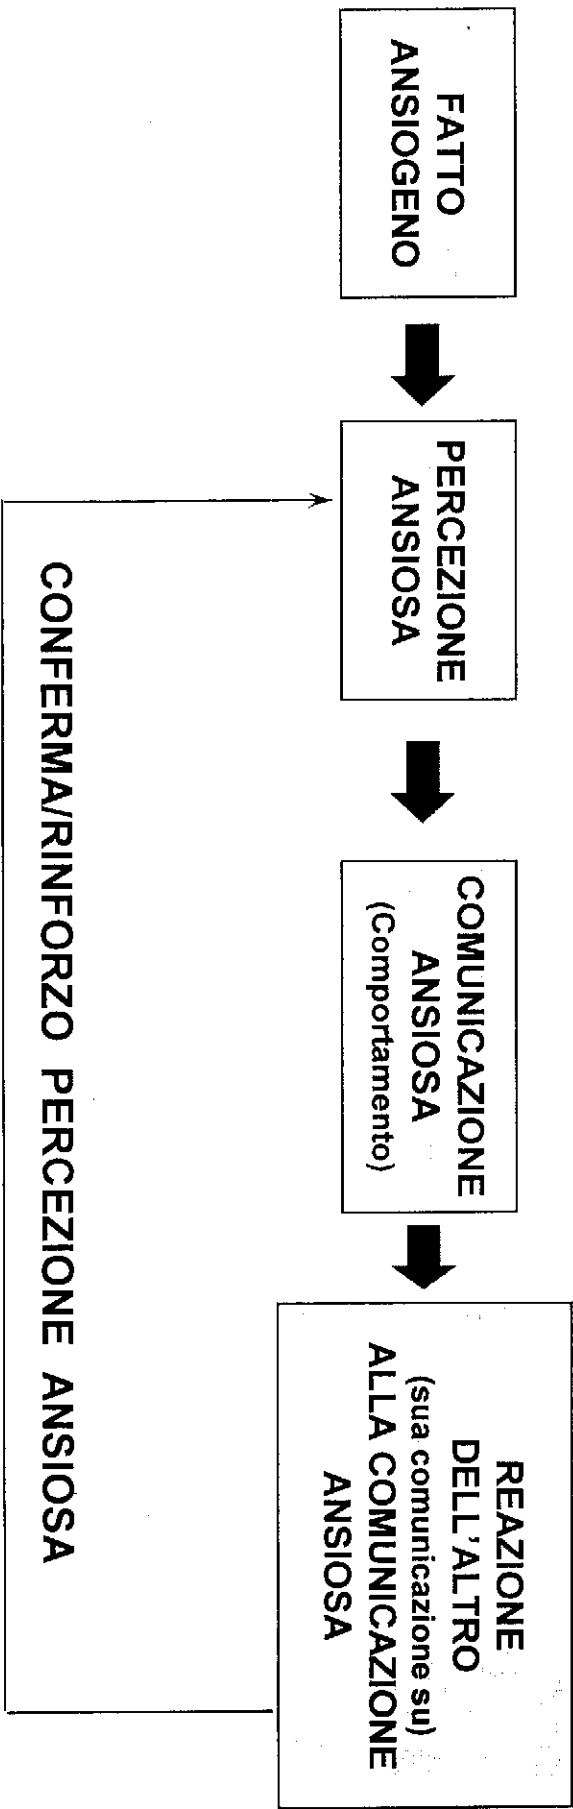 FATTO
ANSIOGENO
PERCEZIONE
ANSIOSA
COMUNICAZIONE
ANSIOSA
(Comportamento)
REAZIONE
DELL'ALTRO
(sua comunicazione su)
ALLA COMUNICAZIONE
ANSIOSA
CONFERMA/RINFORZO PERCEZIONE ANSIOSA